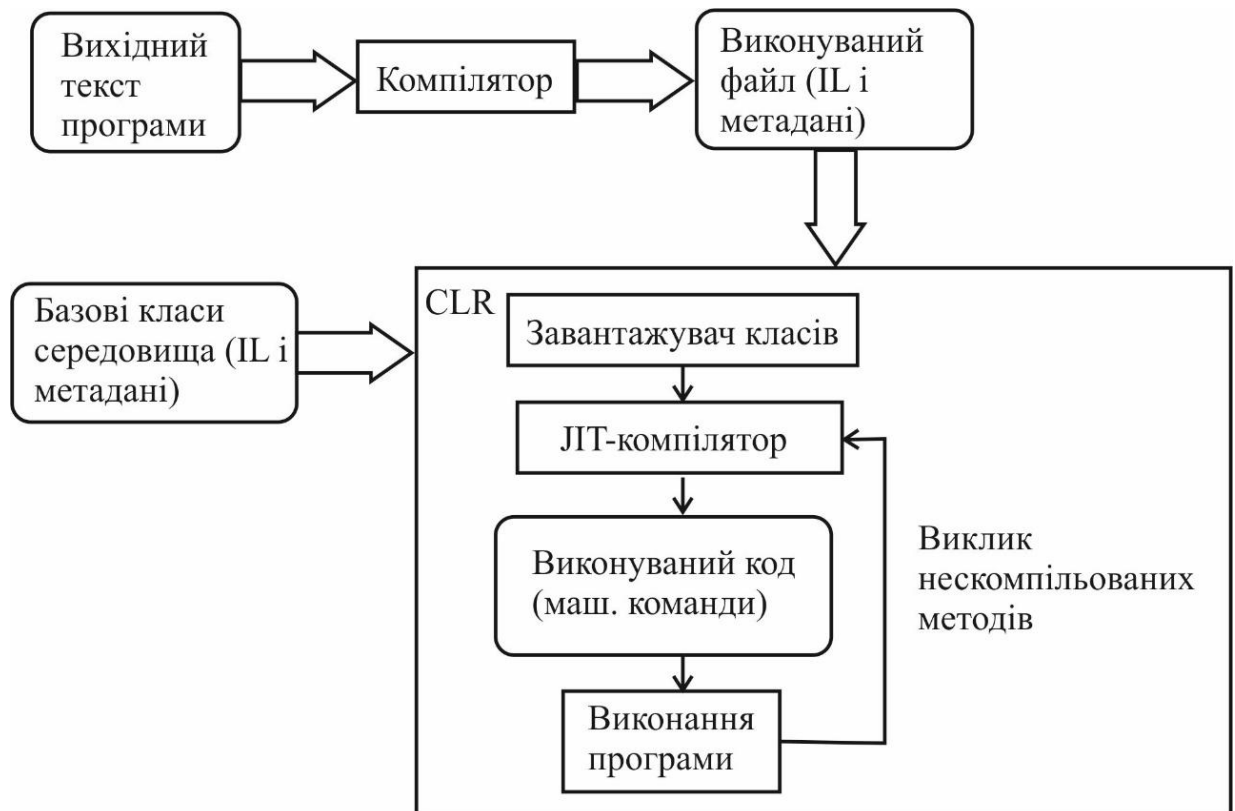 Вихідний
текст
програми
Компілятор
Виконуваний
файл (IL і
метадані)
Базові класи
середовища (IL і
метадані)
CLR
Завантажувач класів
JIT-компілятор
Виконуваний код
(маш. команди)
Виконання
програми
Виклик
нескомпільованих
методів